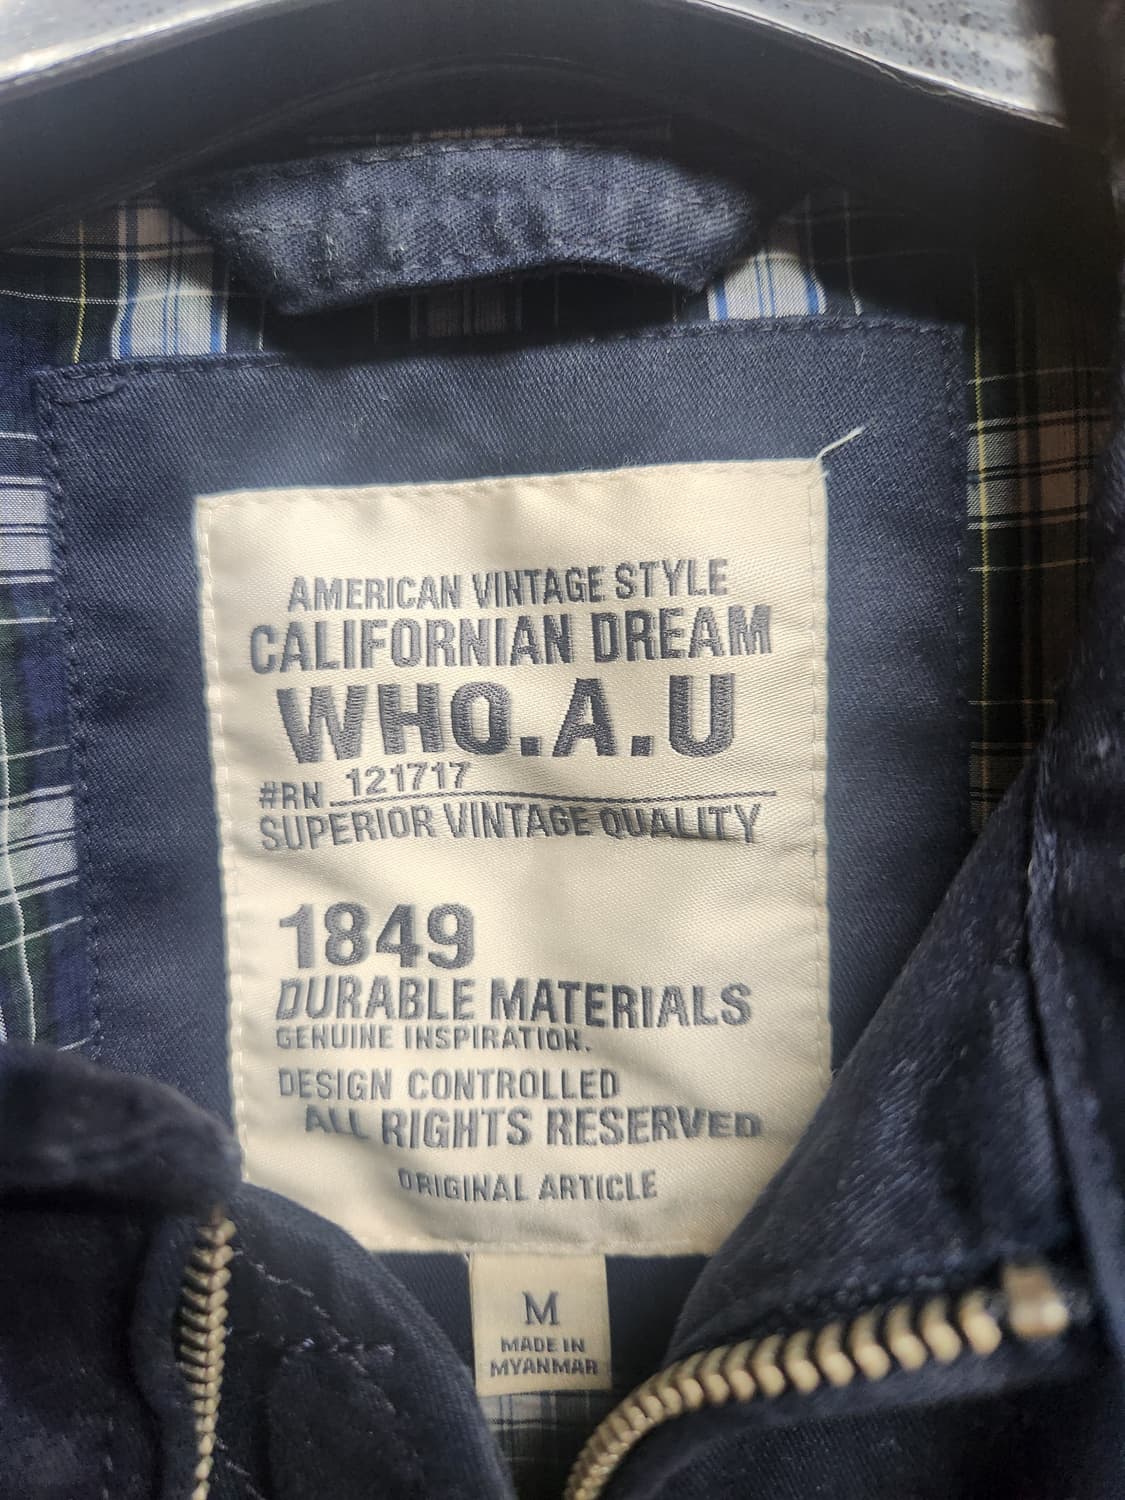 AMERICAN VINTAGE STYLE
CALIFORNIAN DREAM
WHO.A.U
#RN 121717
SUPERIOR VINTAGE QUALITY
1849
DURABLE MATERIALS
GENUINE INSPIRATION.
DESIGN CONTROLLED
ALL RIGHTS RESERVED
ORIGINAL ARTICLE
M
MADE IN
MYANMAR